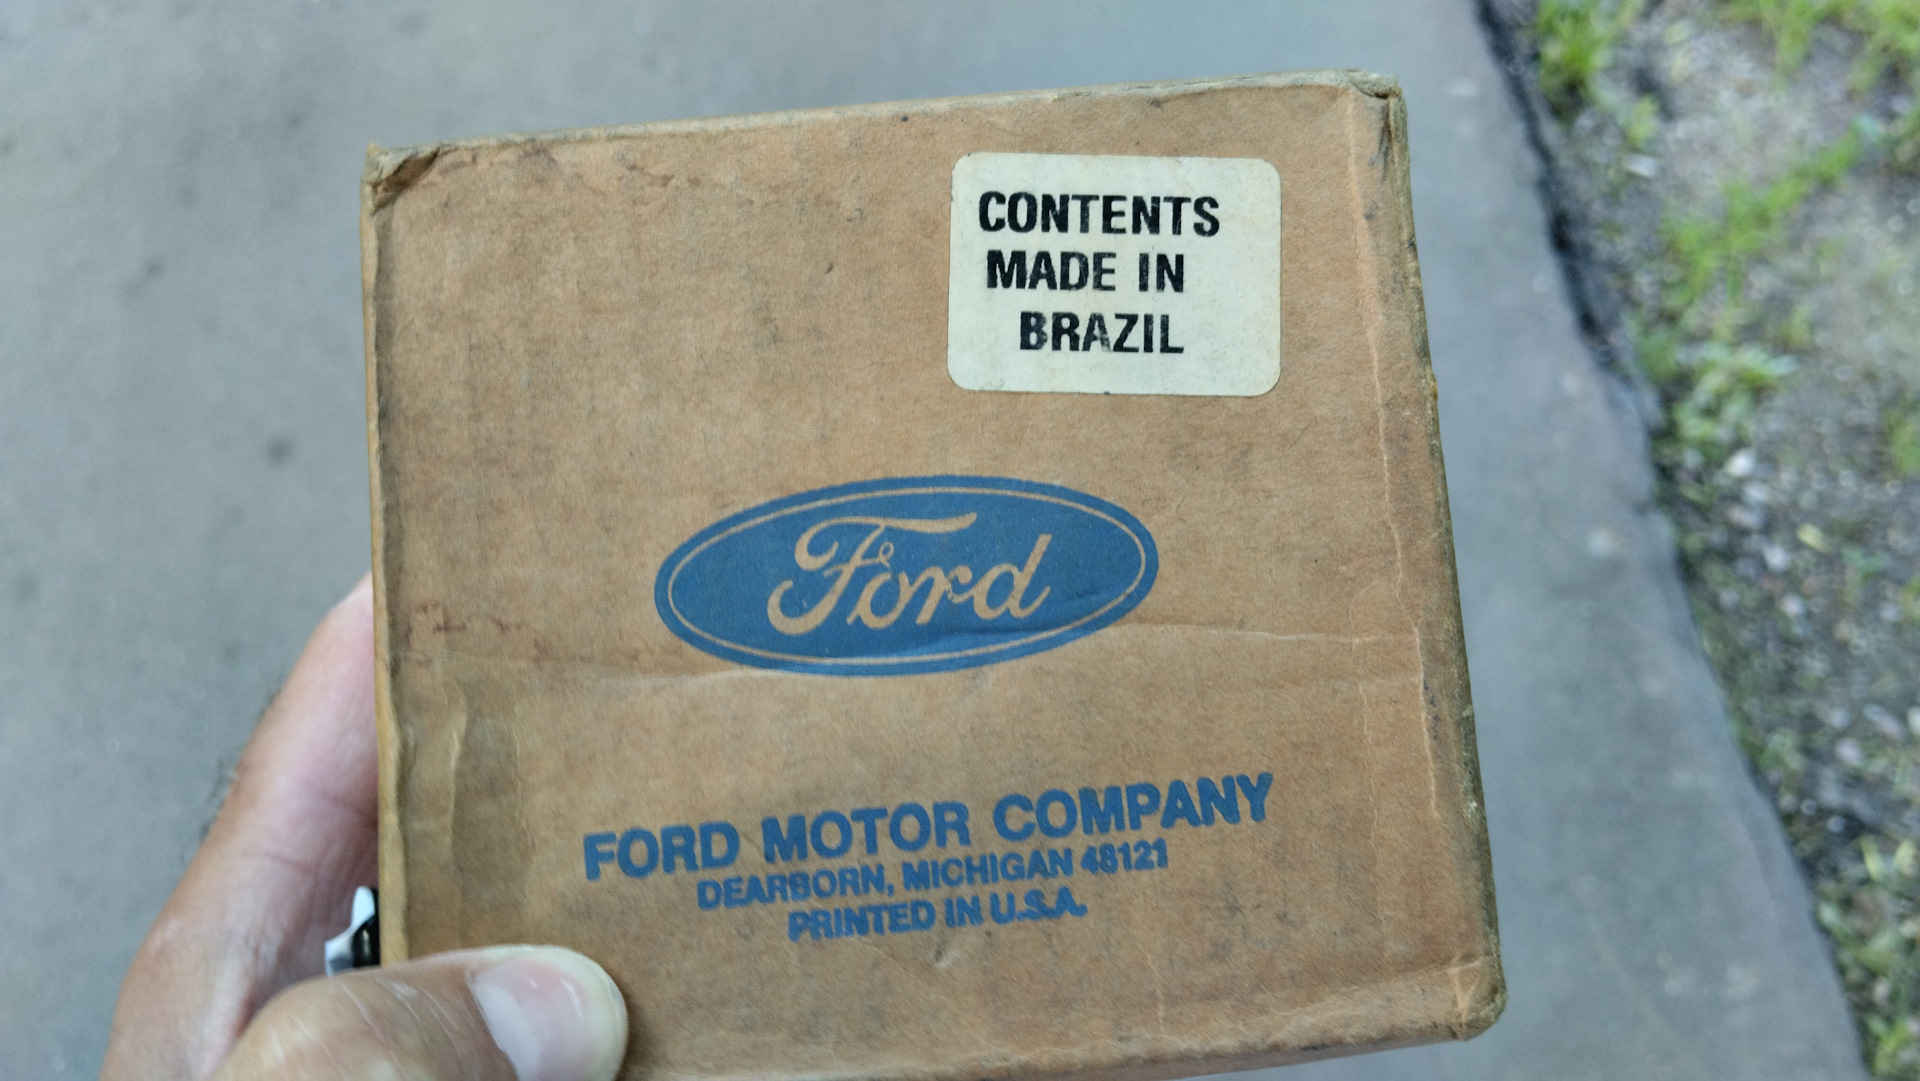 CONTENTS
MADE IN
BRAZIL
Ford
FORD MOTOR COMPANY
DEARBORN, MICHIGAN 48121
PRINTED IN U.S.A.